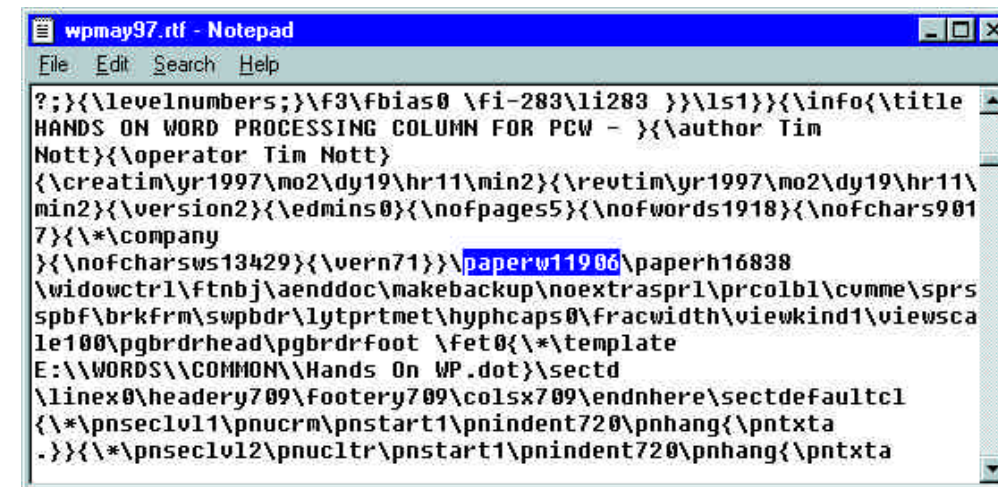 wpmay97.rtf - Notepad
File Edit Search Help
?;}{\levelnumbers;}\f3\fbias0 \fi-283\li283 }}\ls1}}{\info{\title
HANDS ON WORD PROCESSING COLUMN FOR PCW - }{\author Tim
Nott}{\operator Tim Nott}
{\creatim\yr1997\mo2\dy19\hr11\min2}{\revtim\yr1997\mo2\dy19\hr11\
min2}{\version2}{\edmins0}{\nofpages5}{\nofwords1918}{\nofchars901
7}{\*\company
}{\nofcharsws13429}{\vern71}}\paperw11906\paperh16838
\widowctrl\ftnbj\aenddoc\makebackup\noextrasprl\prcolbl\cvmme\sprs
spbf\brkfrm\swpbdr\lytprtmet\hyphcaps0\fracwidth\viewkind1\viewsca
le100\pgbrdrhead\pgbrdrfoot \fet0{\*\template
E:\\WORDS\\COMMON\\Hands On WP.dot}\sectd
\linex0\headery709\footery709\colsx709\endnhere\sectdefaultcl
{\*\pnseclvl1\pnucrm\pnstart1\pnindent720\pnhang{\pntxta
.}}{\*\pnseclvl2\pnucltr\pnstart1\pnindent720\pnhang{\pntxta